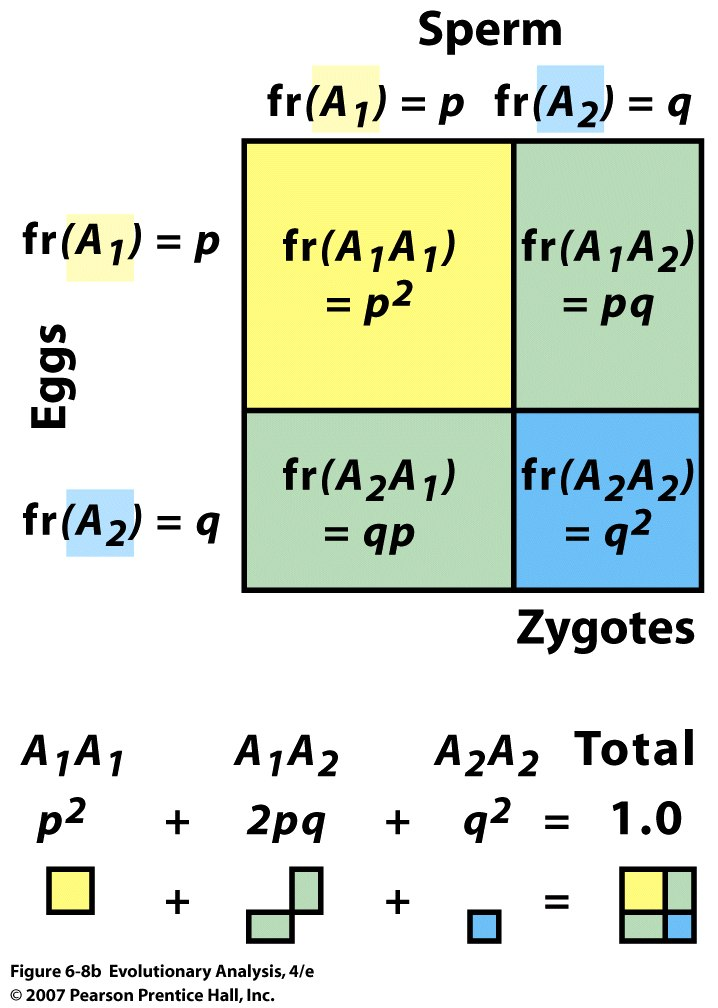 Sperm
fr(A₁) = p fr(A₂) = q
fr(A₁) = p
fr(A₁A₁)
= p²
fr(A₁A₂)
= pq
Eggs
fr(A₂) = q
fr(A₂A₁)
= qp
fr(A₂A₂)
= q²
Zygotes
A₁A₁ A₁A₂ A₂A₂ Total
p² + 2pq + q² = 1.0
+ + =
Figure 6-8b Evolutionary Analysis, 4/e
© 2007 Pearson Prentice Hall, Inc.